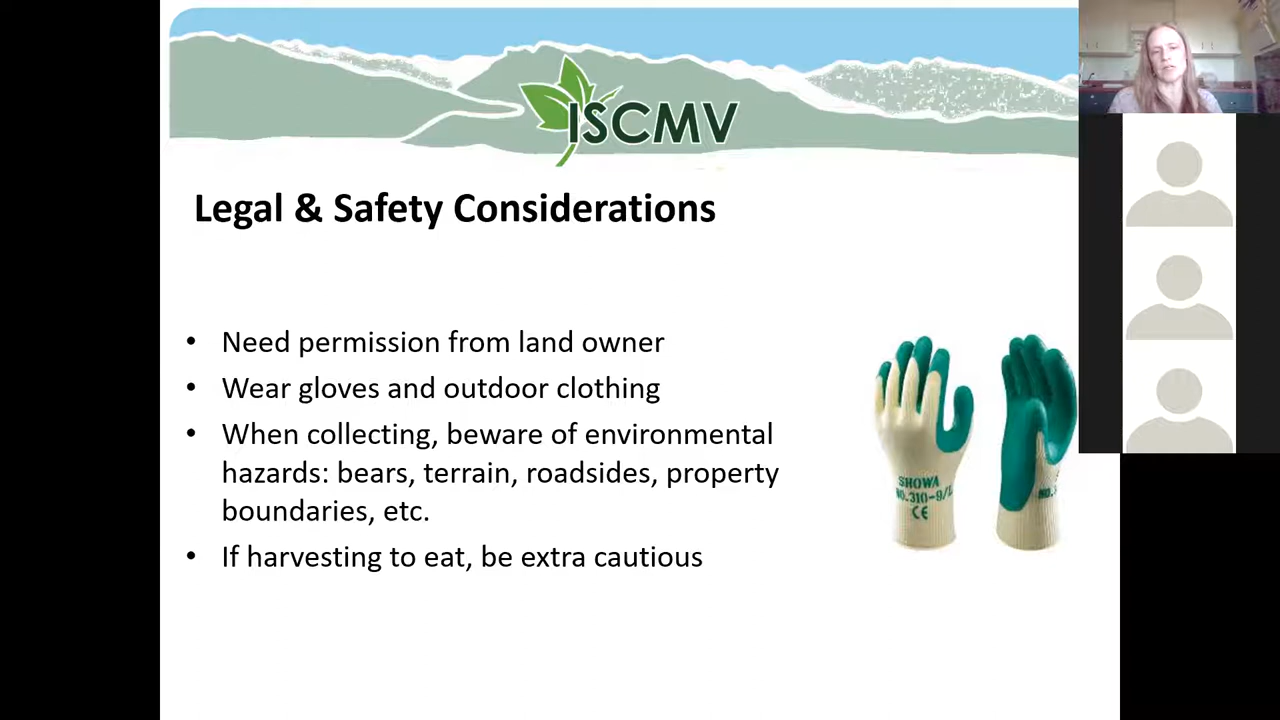 ISCMV
Legal & Safety Considerations
• Need permission from land owner
• Wear gloves and outdoor clothing
• When collecting, beware of environmental
hazards: bears, terrain, roadsides, property
boundaries, etc.
• If harvesting to eat, be extra cautious
SHOWA
NO.310-9/L
CE
NO.